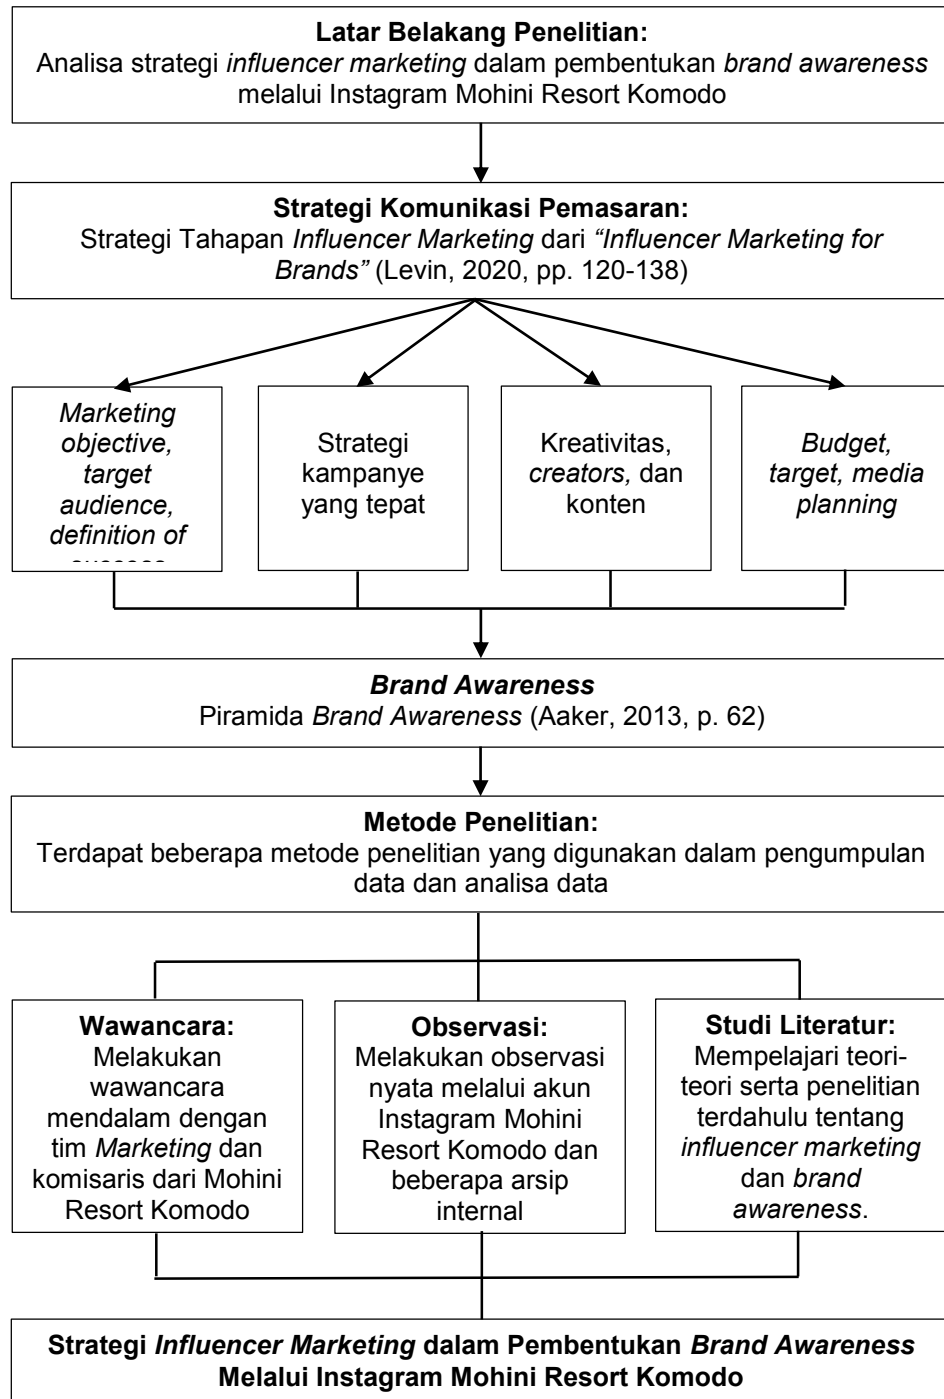 Latar Belakang Penelitian:
Analisa strategi influencer marketing dalam pembentukan brand awareness
melalui Instagram Mohini Resort Komodo
Strategi Komunikasi Pemasaran:
Strategi Tahapan Influencer Marketing dari “Influencer Marketing for
Brands” (Levin, 2020, pp. 120-138)
Marketing
objective,
target
audience,
definition of
Strategi
kampanye
yang tepat
Kreativitas,
creators, dan
konten
Budget,
target, media
planning
Brand Awareness
Piramida Brand Awareness (Aaker, 2013, p. 62)
Metode Penelitian:
Terdapat beberapa metode penelitian yang digunakan dalam pengumpulan
data dan analisa data
Wawancara:
Melakukan
wawancara
mendalam dengan
tim Marketing dan
komisaris dari Mohini
Resort Komodo
Observasi:
Melakukan observasi
nyata melalui akun
Instagram Mohini
Resort Komodo dan
beberapa arsip
internal
Studi Literatur:
Mempelajari teori-
teori serta penelitian
terdahulu tentang
influencer marketing
dan brand
awareness.
Strategi Influencer Marketing dalam Pembentukan Brand Awareness
Melalui Instagram Mohini Resort Komodo